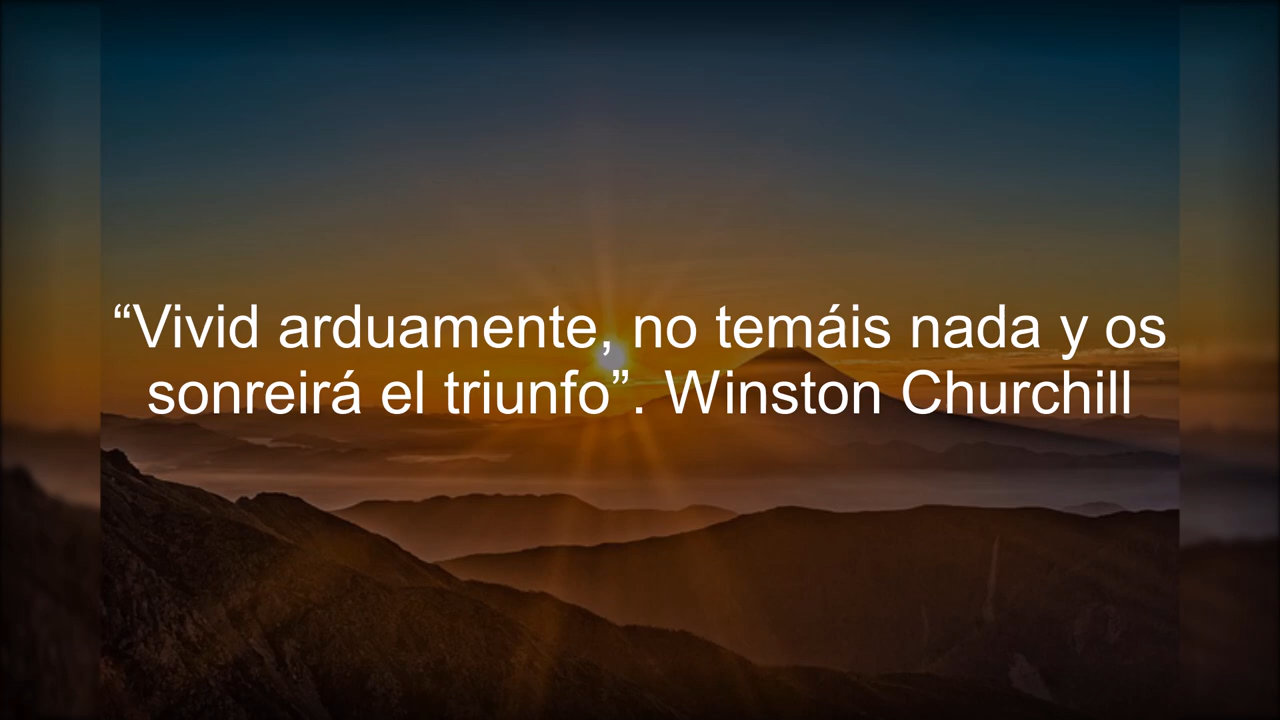 “Vivid arduamente, no temáis nada y os
sonreirá el triunfo”. Winston Churchill